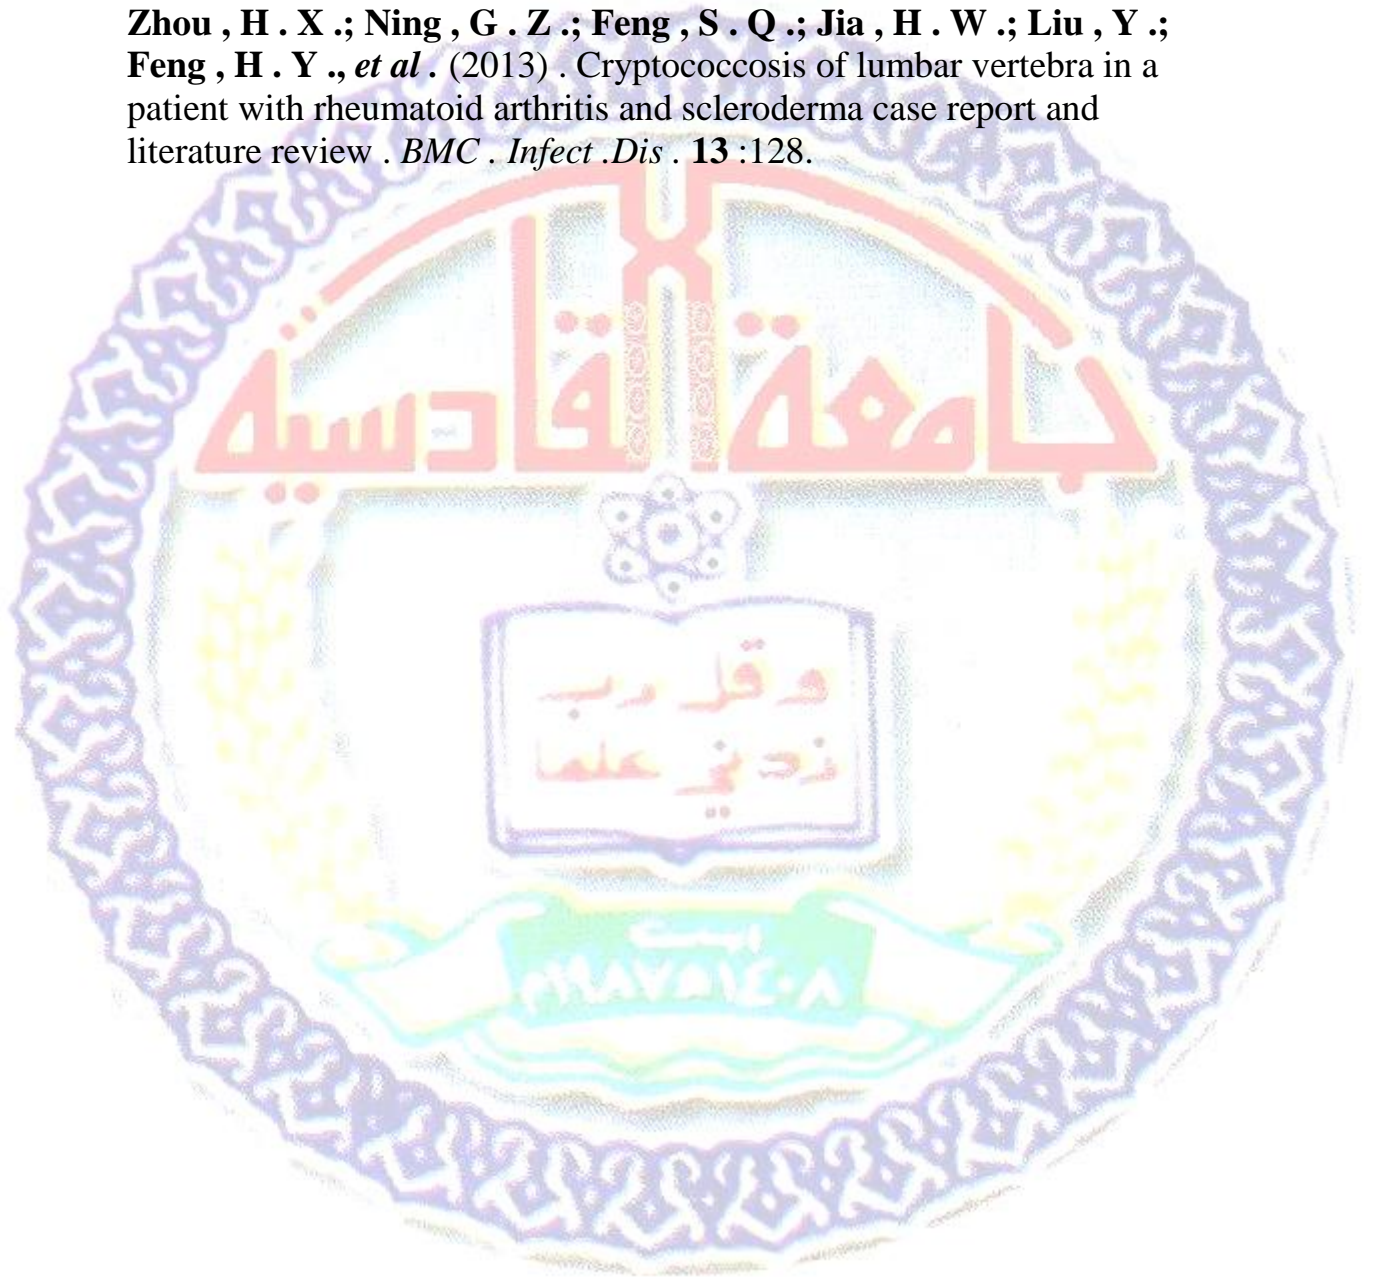 Zhou , H . X .; Ning , G . Z .; Feng , S . Q .; Jia , H . W .; Liu , Y .;
Feng , H . Y ., et al . (2013) . Cryptococcosis of lumbar vertebra in a
patient with rheumatoid arthritis and scleroderma case report and
literature review . BMC . Infect .Dis . 13 :128.
جامعة القادسية
وقل رب
زدني علما